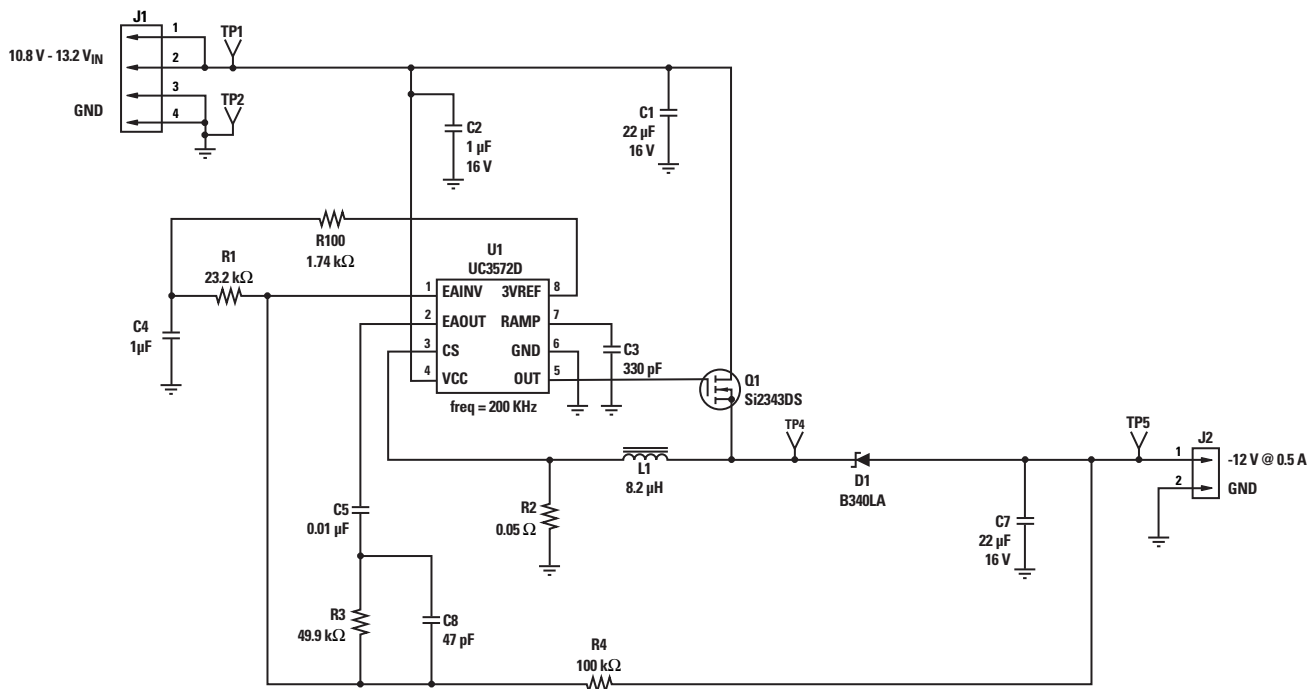 J1
1
TP1
10.8 V - 13.2 VIN
2
3
TP2
GND
4
C2
1 µF
16 V
C1
22 µF
16 V
R100
1.74 kΩ
R1
23.2 kΩ
C4
1µF
U1
UC3572D
1 EAINV 3VREF 8
2 EAOUT RAMP 7
3 CS GND 6
4 VCC OUT 5
freq = 200 KHz
C3
330 pF
Q1
Si2343DS
L1
8.2 µH
TP4
D1
B340LA
TP5
J2
1
-12 V @ 0.5 A
2
GND
C5
0.01 µF
R2
0.05 Ω
C7
22 µF
16 V
R3
49.9 kΩ
C8
47 pF
R4
100 kΩ